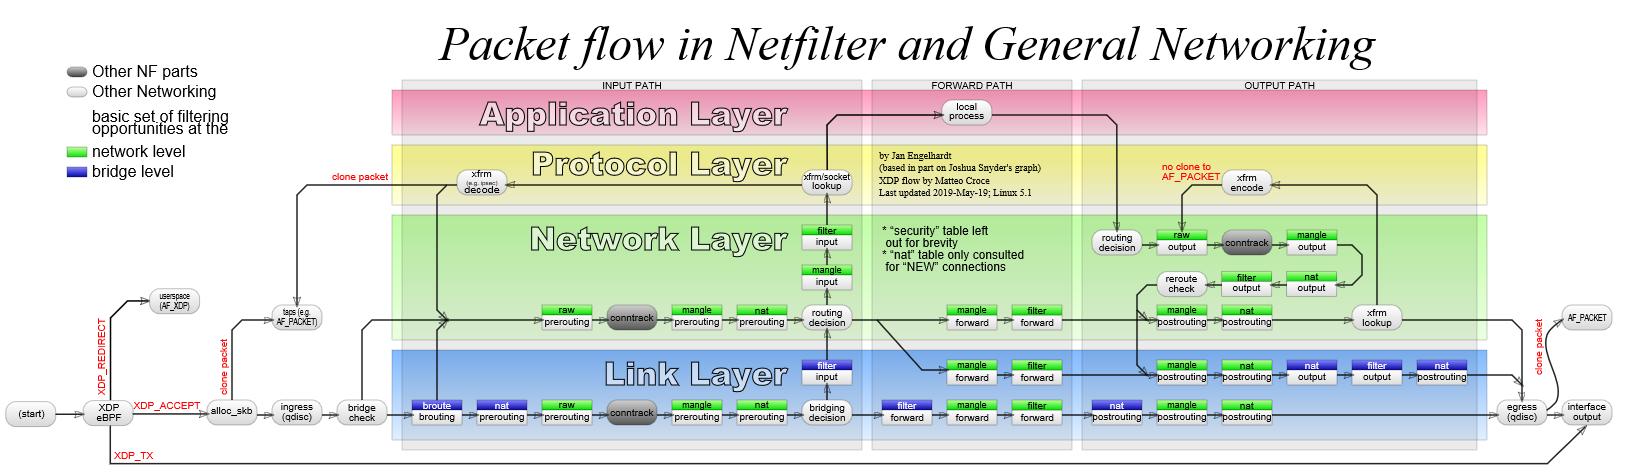 Packet flow in Netfilter and General Networking
Other NF parts
Other Networking
basic set of filtering
opportunities at the
network level
bridge level
INPUT PATH
FORWARD PATH
OUTPUT PATH
Application Layer
local
process
Protocol Layer
clone packet
xfrm
(e.g. ipsec)
decode
xfrm/socket
lookup
by Jan Engelhardt
(based in part on Joshua Snyder's graph)
XDP flow by Matteo Croce
Last updated 2019-May-19; Linux 5.1
no clone to
AF_PACKET
xfrm
encode
Network Layer
filter
input
mangle
input
* “security” table left
out for brevity
* “nat” table only consulted
for “NEW” connections
routing
decision
raw
output
conntrack
mangle
output
reroute
check
filter
output
nat
output
userspace
(AF_XDP)
taps (e.g.
AF_PACKET)
raw
prerouting
conntrack
mangle
prerouting
nat
prerouting
routing
decision
mangle
forward
filter
forward
mangle
postrouting
nat
postrouting
xfrm
lookup
AF_PACKET
XDP_REDIRECT
clone packet
clone packet
Link Layer
filter
input
mangle
forward
filter
forward
mangle
postrouting
nat
postrouting
nat
output
filter
output
nat
postrouting
(start)
XDP
eBPF
XDP_ACCEPT
alloc_skb
ingress
(qdisc)
bridge
check
broute
brouting
nat
prerouting
raw
prerouting
conntrack
mangle
prerouting
nat
prerouting
bridging
decision
filter
forward
mangle
forward
filter
forward
nat
postrouting
mangle
postrouting
nat
postrouting
egress
(qdisc)
interface
output
XDP_TX